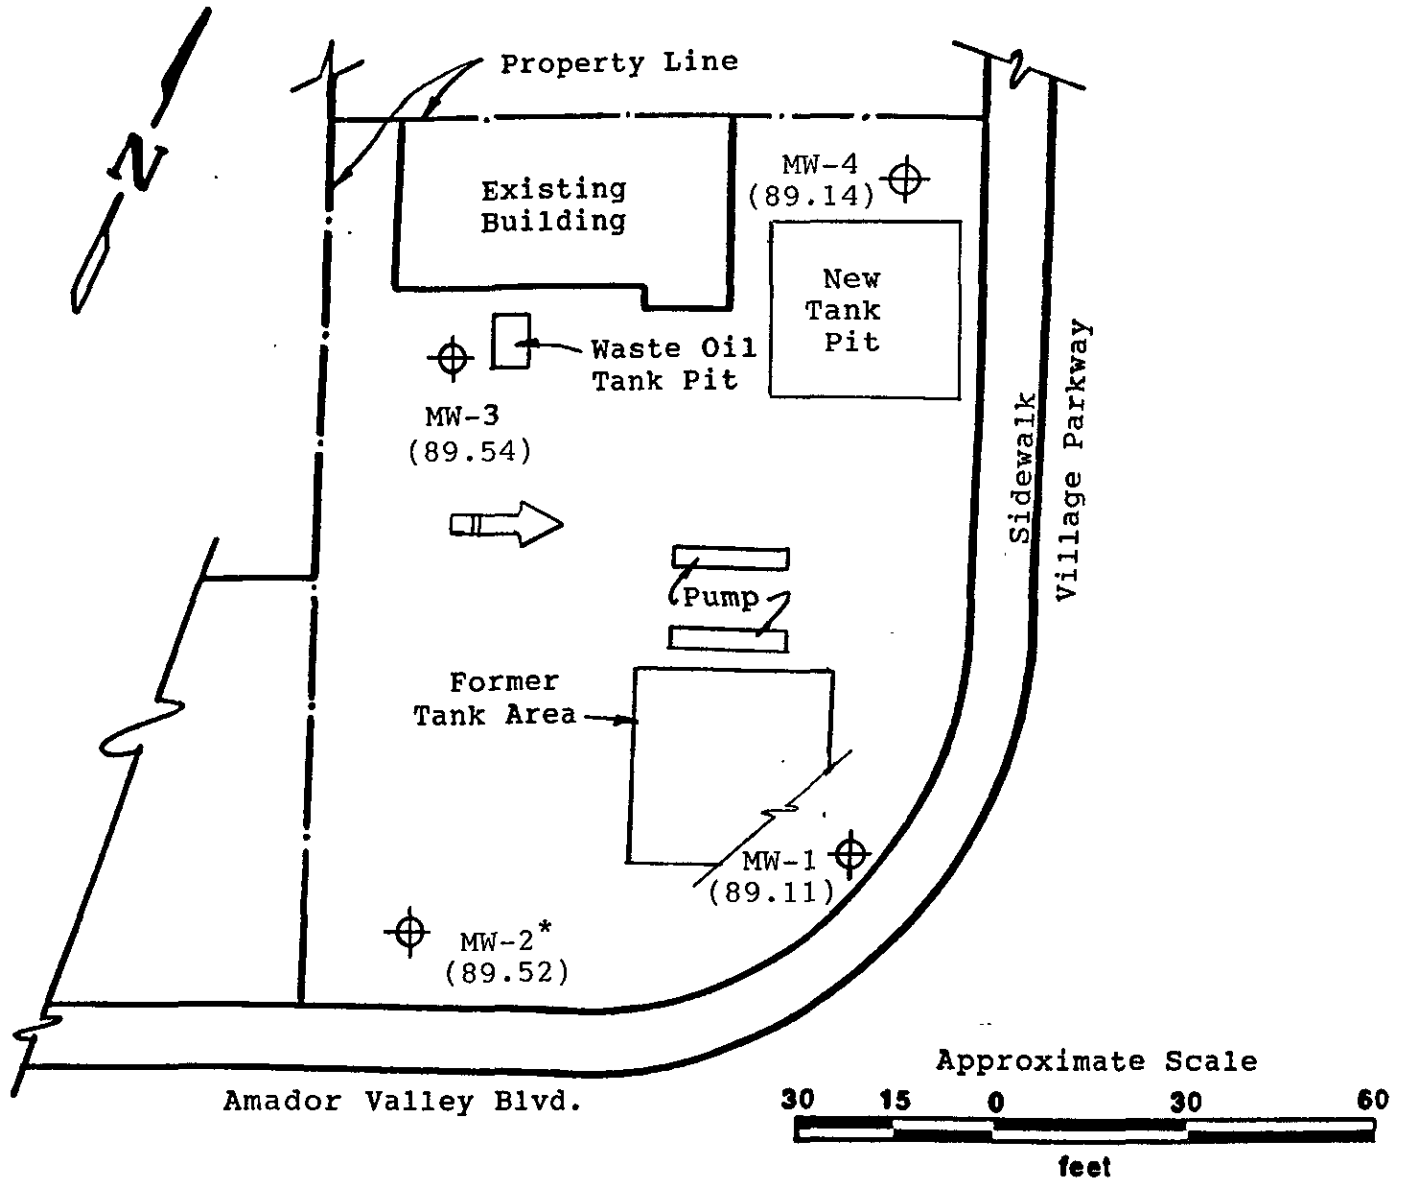 Property Line
N
MW-4
(89.14)
Existing
Building
New
Tank
Pit
Waste Oil
Tank Pit
MW-3
(89.54)
Sidewalk
Village Parkway
Pump
Former
Tank Area
MW-1
(89.11)
MW-2*
(89.52)
Amador Valley Blvd.
Approximate Scale
30 15 0 30 60
feet